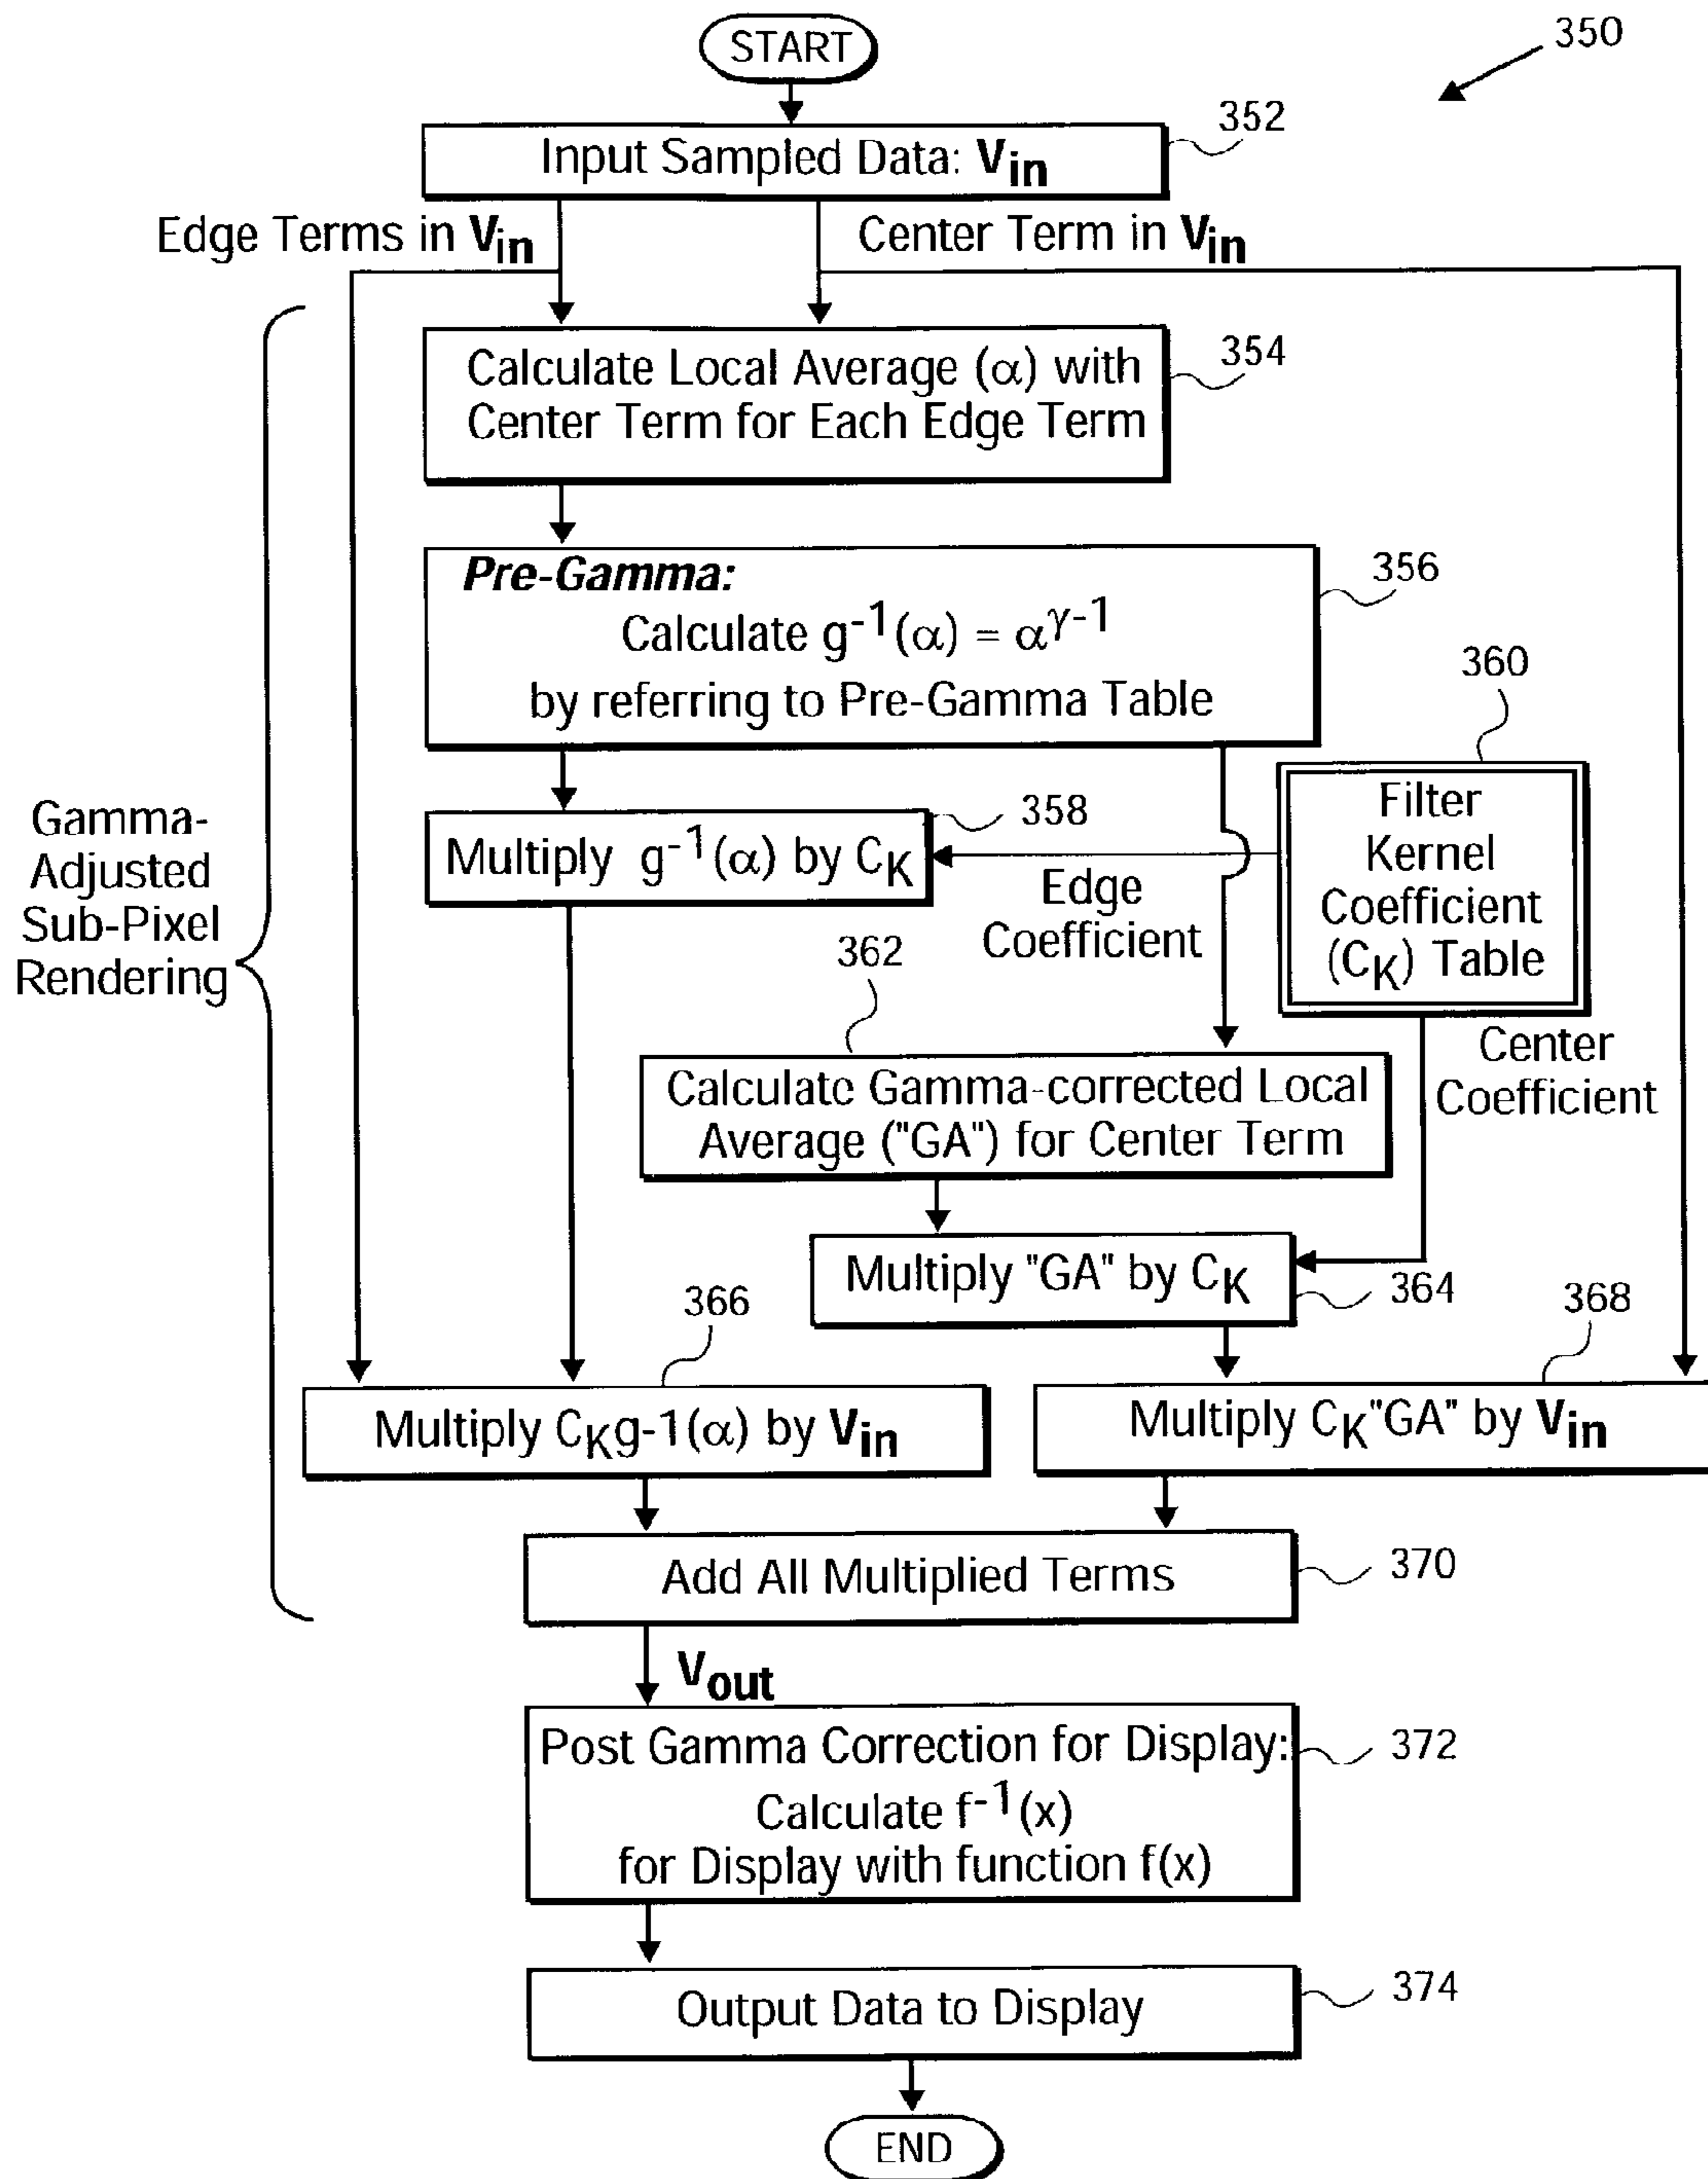 START
350
352
Input Sampled Data: Vin
Edge Terms in Vin
Center Term in Vin
354
Calculate Local Average (α) with
Center Term for Each Edge Term
356
Pre-Gamma:
Calculate g-1(α) = αγ-1
by referring to Pre-Gamma Table
360
Filter
Kernel
Coefficient
(CK) Table
358
Multiply g-1(α) by CK
Edge
Coefficient
Gamma-
Adjusted
Sub-Pixel
Rendering
362
Center
Coefficient
Calculate Gamma-corrected Local
Average ("GA") for Center Term
Multiply "GA" by CK
364
366
368
Multiply CKg-1(α) by Vin
Multiply CK"GA" by Vin
Add All Multiplied Terms
370
Vout
Post Gamma Correction for Display:
Calculate f-1(x)
for Display with function f(x)
372
Output Data to Display
374
END